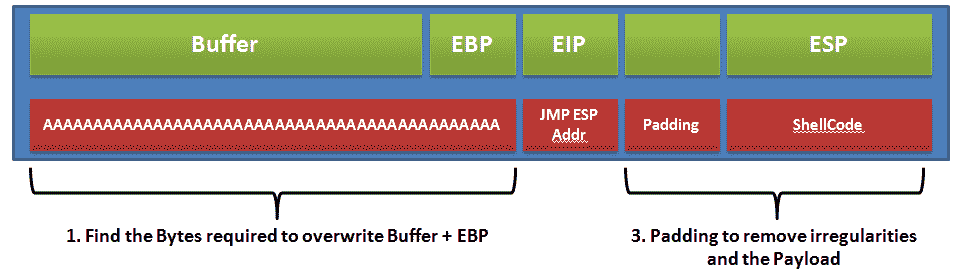 Buffer EBP EIP ESP
AAAAAAAAAAAAAAAAAAAAAAAAAAAAAAAAAAAAAAAAAAAAAA JMP ESP Addr Padding ShellCode
1. Find the Bytes required to overwrite Buffer + EBP
3. Padding to remove irregularities
and the Payload